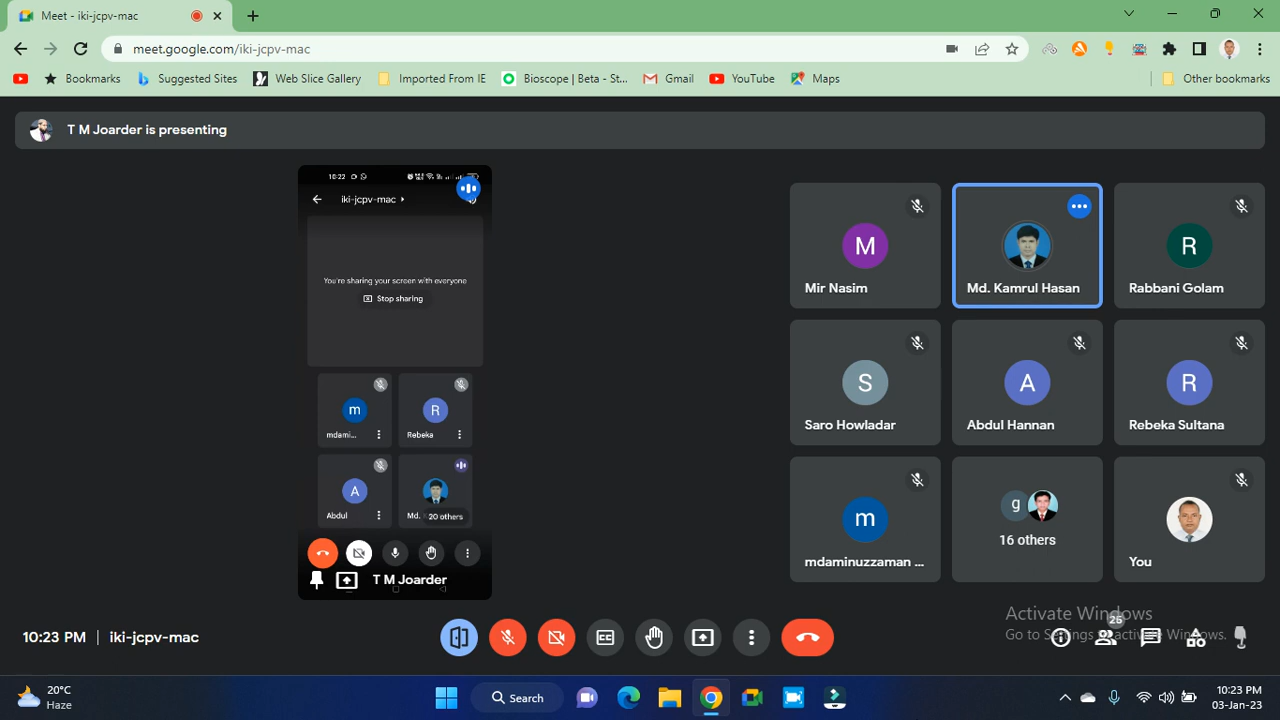 Meet - iki-jcpv-mac
meet.google.com/iki-jcpv-mac
Bookmarks
Suggested Sites
Web Slice Gallery
Imported From IE
Bioscope | Beta - St...
Gmail
YouTube
Maps
Other bookmarks
T M Joarder is presenting
10:22
iki-jcpv-mac
You're sharing your screen with everyone
Stop sharing
m
mdami...
R
Rebeka
A
Abdul
Md.
20 others
T M Joarder
M
Mir Nasim
Md. Kamrul Hasan
R
Rabbani Golam
S
Saro Howladar
A
Abdul Hannan
R
Rebeka Sultana
m
mdaminuzzaman ...
g
16 others
You
Activate Windows
Go to Settings to activate Windows.
10:23 PM
iki-jcpv-mac
25
20°C
Haze
Search
10:23 PM
03-Jan-23